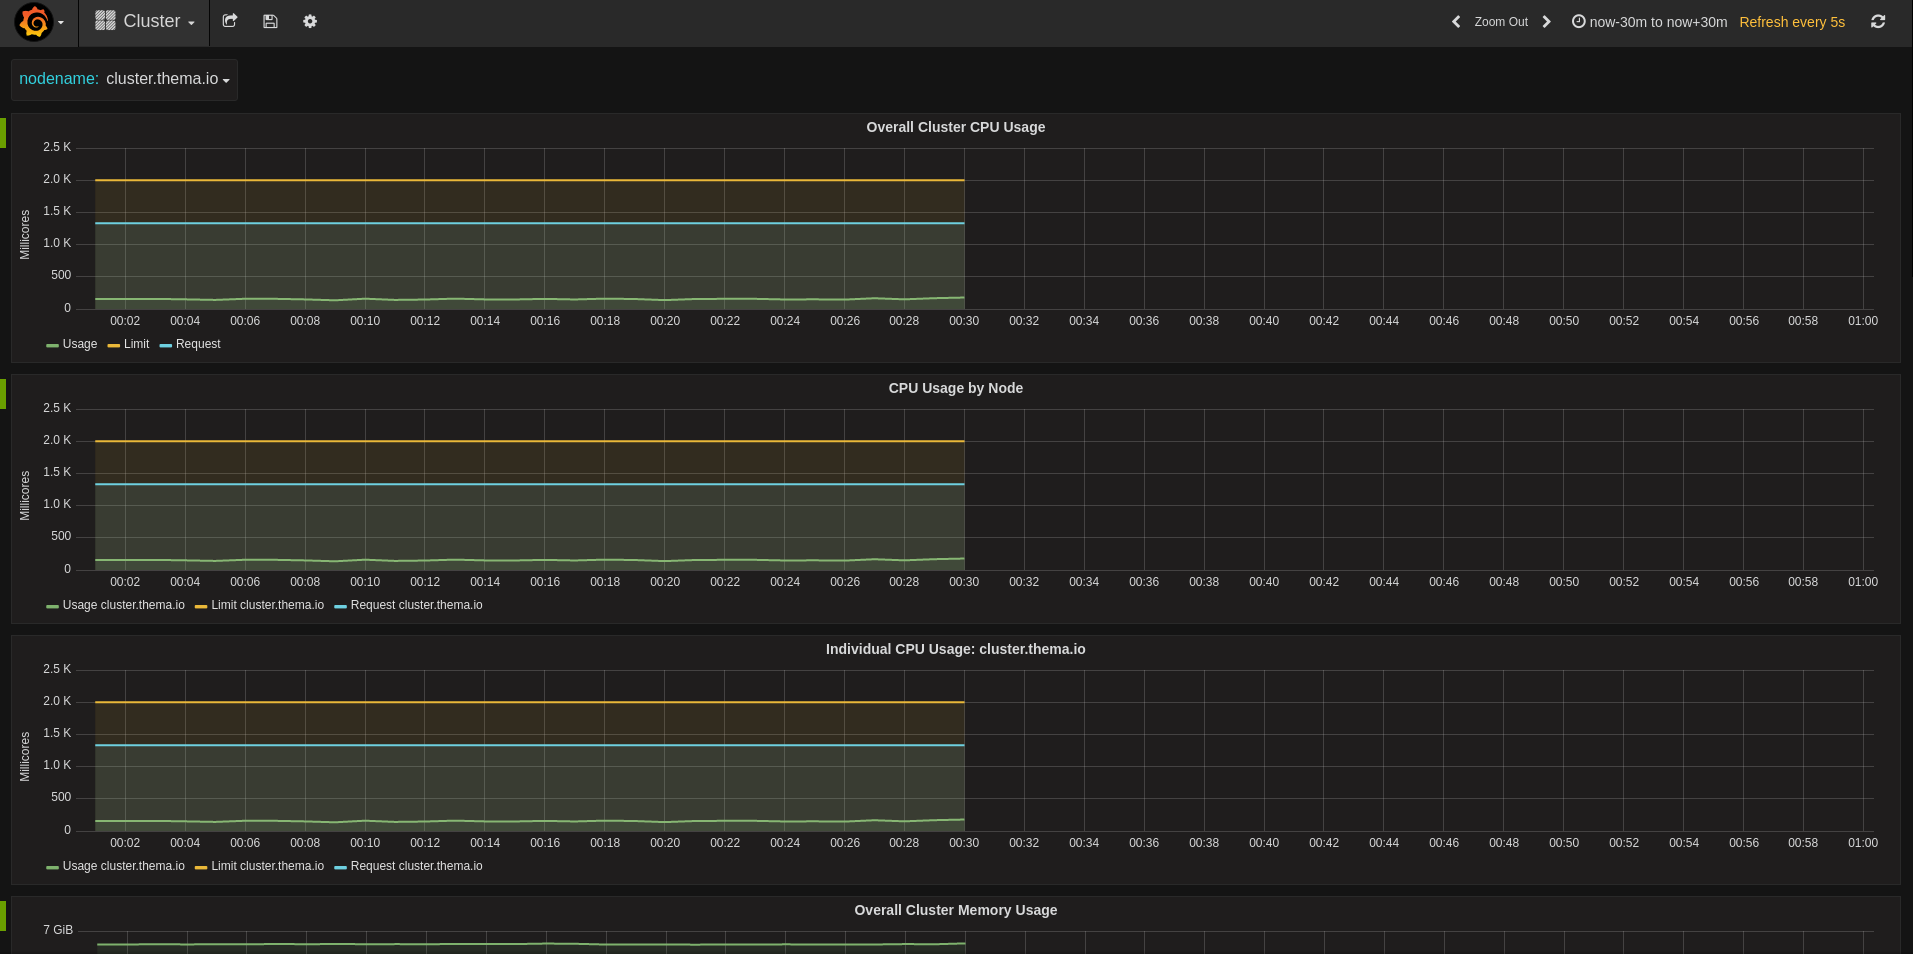 Cluster
Zoom Out now-30m to now+30m Refresh every 5s
nodename: cluster.thema.io
Overall Cluster CPU Usage
2.5 K
2.0 K
1.5 K
1.0 K
500
0
Millicores
00:02 00:04 00:06 00:08 00:10 00:12 00:14 00:16 00:18 00:20 00:22 00:24 00:26 00:28 00:30 00:32 00:34 00:36 00:38 00:40 00:42 00:44 00:46 00:48 00:50 00:52 00:54 00:56 00:58 01:00
Usage Limit Request
CPU Usage by Node
2.5 K
2.0 K
1.5 K
1.0 K
500
0
Millicores
00:02 00:04 00:06 00:08 00:10 00:12 00:14 00:16 00:18 00:20 00:22 00:24 00:26 00:28 00:30 00:32 00:34 00:36 00:38 00:40 00:42 00:44 00:46 00:48 00:50 00:52 00:54 00:56 00:58 01:00
Usage cluster.thema.io Limit cluster.thema.io Request cluster.thema.io
Individual CPU Usage: cluster.thema.io
2.5 K
2.0 K
1.5 K
1.0 K
500
0
Millicores
00:02 00:04 00:06 00:08 00:10 00:12 00:14 00:16 00:18 00:20 00:22 00:24 00:26 00:28 00:30 00:32 00:34 00:36 00:38 00:40 00:42 00:44 00:46 00:48 00:50 00:52 00:54 00:56 00:58 01:00
Usage cluster.thema.io Limit cluster.thema.io Request cluster.thema.io
Overall Cluster Memory Usage
7 GiB